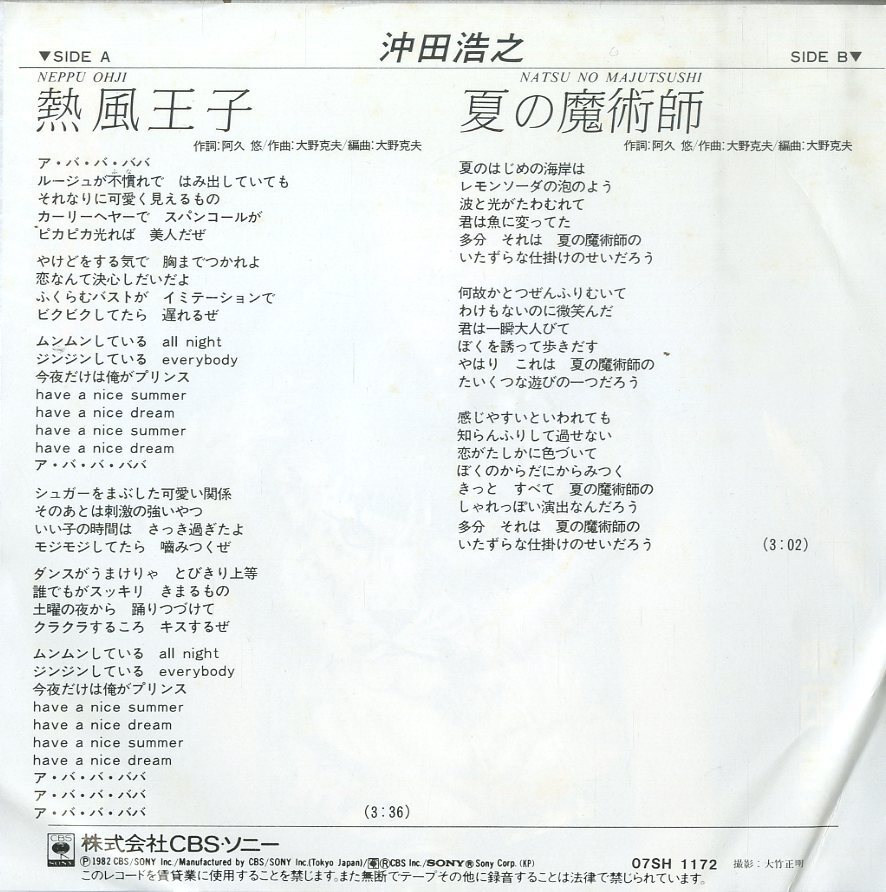 ▼SIDE A
沖田浩之
SIDE B▼
NEPPU OHJI
熱風王子
作詞:阿久 悠/作曲:大野克夫/編曲:大野克夫
ア・バ・バ・ババ
ルージュが不慣れで　はみ出していても
それなりに可愛く見えるもの
カーリーヘヤーで　スパンコールが
ピカピカ光れば　美人だぜ

やけどをする気で　胸までつかれよ
恋なんて決心しだいだよ
ふくらむバストが　イミテーションで
ビクビクしてたら　遅れるぜ

ムンムンしている　all night
ジンジンしている　everybody
今夜だけは俺がプリンス
have a nice summer
have a nice dream
have a nice summer
have a nice dream
ア・バ・バ・ババ

シュガーをまぶした可愛い関係
そのあとは刺激の強いやつ
いい子の時間は　さっき過ぎたよ
モジモジしてたら　嚙みつくぜ

ダンスがうまけりゃ　とびきり上等
誰でもがスッキリ　きまるもの
土曜の夜から　踊りつづけて
クラクラするころ　キスするぜ

ムンムンしている　all night
ジンジンしている　everybody
今夜だけは俺がプリンス
have a nice summer
have a nice dream
have a nice summer
have a nice dream
ア・バ・バ・ババ
ア・バ・バ・ババ
ア・バ・バ・ババ
(3:36)

NATSU NO MAJUTSUSHI
夏の魔術師
作詞:阿久 悠/作曲:大野克夫/編曲:大野克夫
夏のはじめの海岸は
レモンソーダの泡のよう
波と光がたわむれて
君は魚に変ってた
多分　それは　夏の魔術師の
いたずらな仕掛けのせいだろう

何故かとつぜんふりむいて
わけもないのに微笑んだ
君は一瞬大人びて
ぼくを誘って歩きだす
やはり　これは　夏の魔術師の
たいくつな遊びの一つだろう

感じやすいといわれても
知らんふりして過せない
恋がたしかに色づいて
ぼくのからだにからみつく
きっと　すべて　夏の魔術師の
しゃれっぽい演出なんだろう
多分　それは　夏の魔術師の
いたずらな仕掛けのせいだろう
(3:02)

CBS SONY
株式会社CBS・ソニー
Ⓟ1982 CBS/SONY Inc./Manufactured by CBS/SONY Inc.(Tokyo Japan)/®CBS Inc./SONY® Sony Corp. (KP)
07SH 1172
撮影：大竹正明
このレコードを賃貸業に使用することを禁じます。また無断でテープその他に録音することは法律で禁じられています。